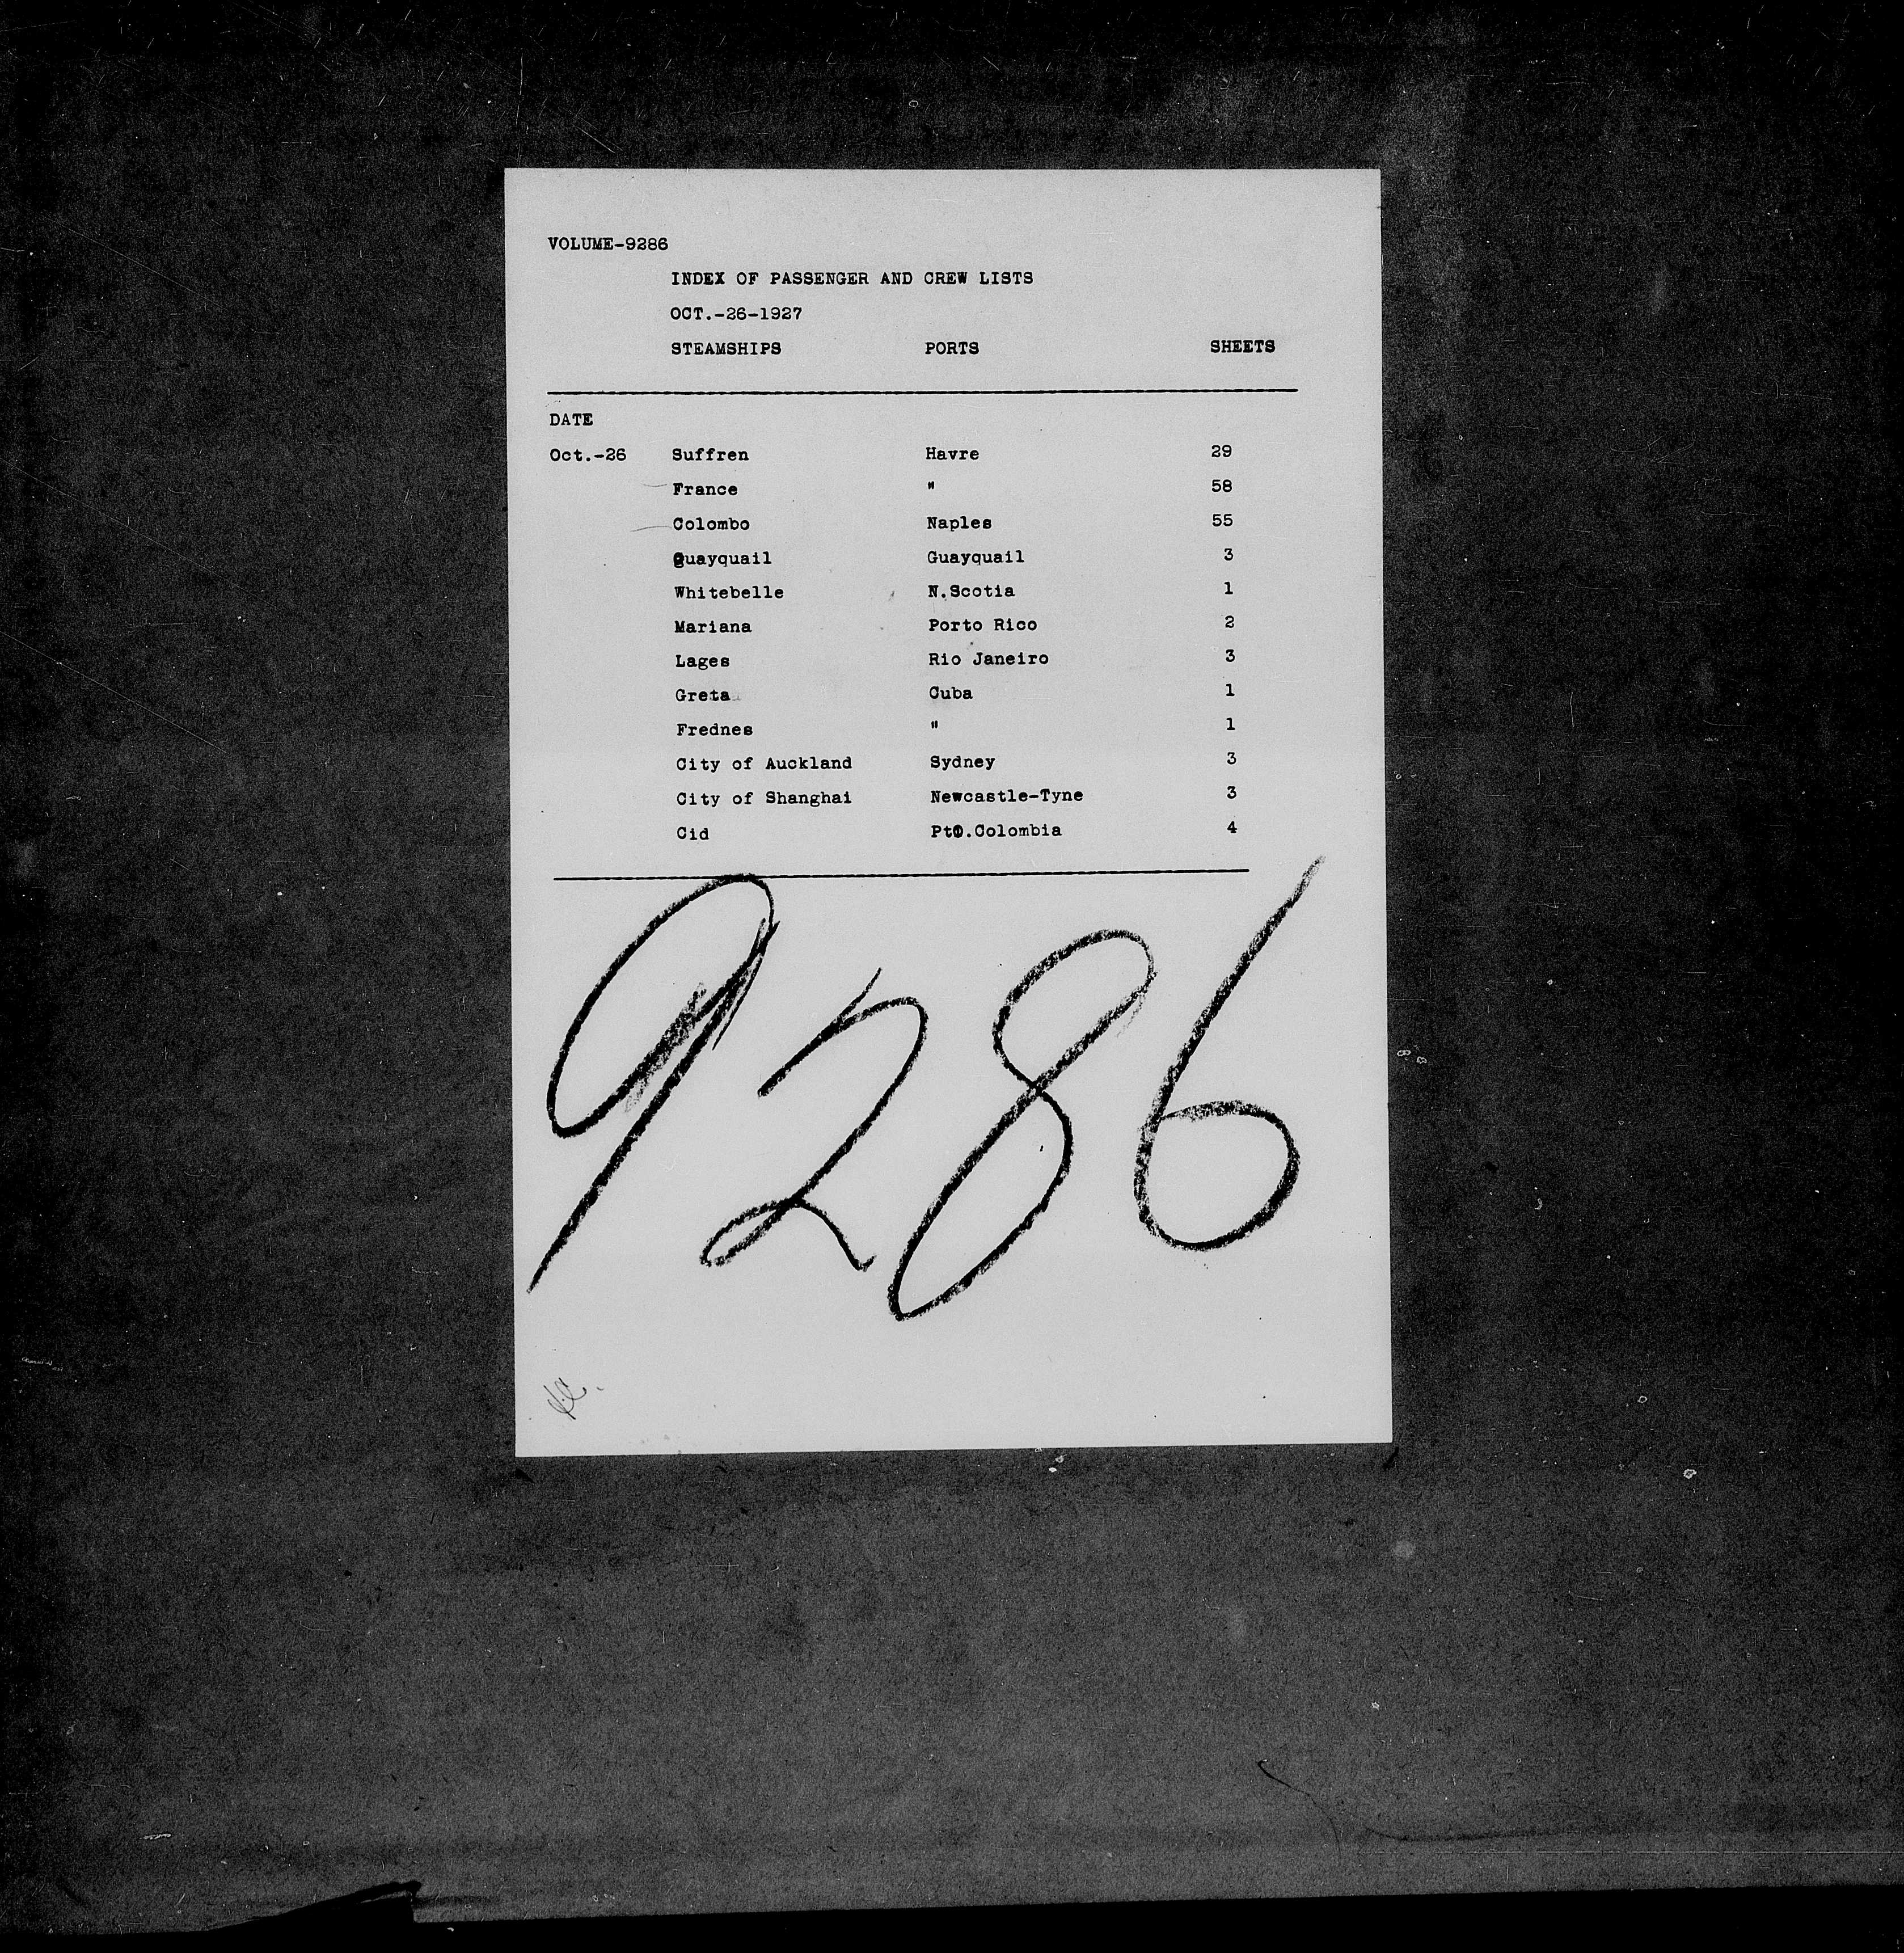 VOLUME-9286
INDEX OF PASSENGER AND CREW LISTS
OCT.-26-1927
STEAMSHIPS PORTS SHEETS
DATE
Oct.-26 Suffren Havre 29
France " 58
Colombo Naples 55
Guayquail Guayquail 3
Whitebelle N.Scotia 1
Mariana Porto Rico 2
Lages Rio Janeiro 3
Greta Cuba 1
Frednes " 1
City of Auckland Sydney 3
City of Shanghai Newcastle-Tyne 3
Cid PtO.Colombia 4
9286